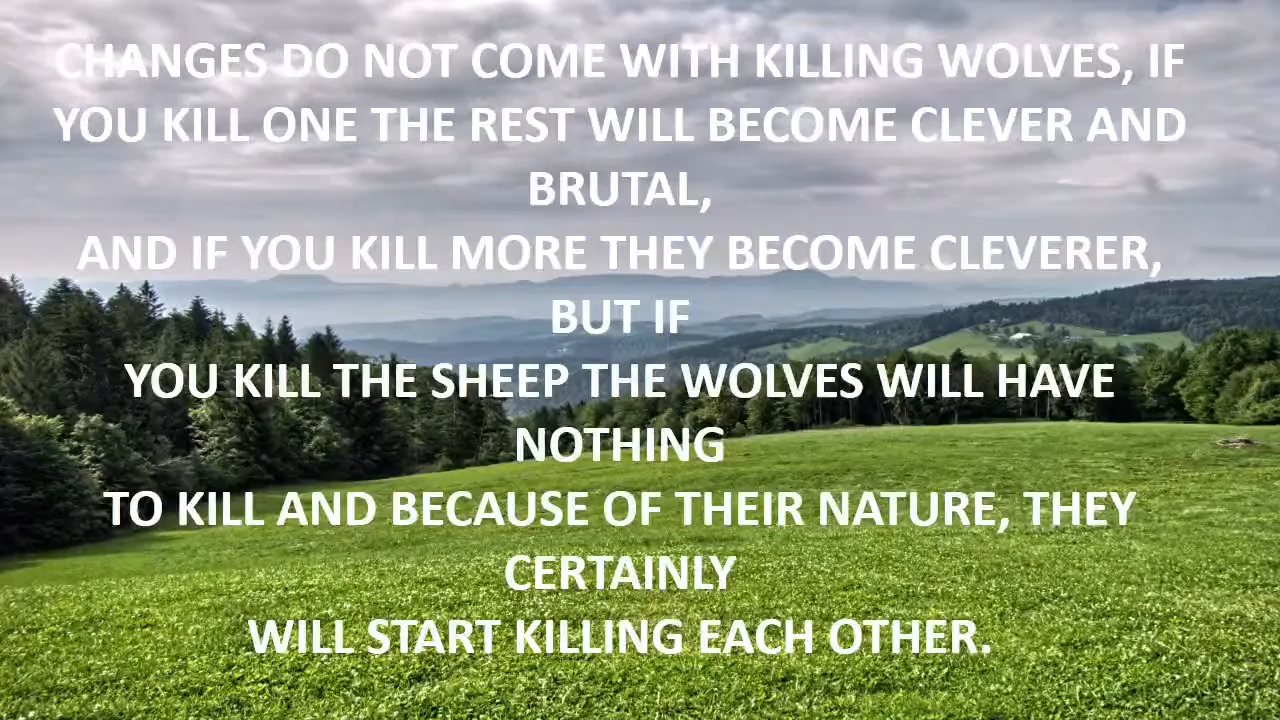 CHANGES DO NOT COME WITH KILLING WOLVES, IF
YOU KILL ONE THE REST WILL BECOME CLEVER AND
BRUTAL,
AND IF YOU KILL MORE THEY BECOME CLEVERER,
BUT IF
YOU KILL THE SHEEP THE WOLVES WILL HAVE
NOTHING
TO KILL AND BECAUSE OF THEIR NATURE, THEY
CERTAINLY
WILL START KILLING EACH OTHER.